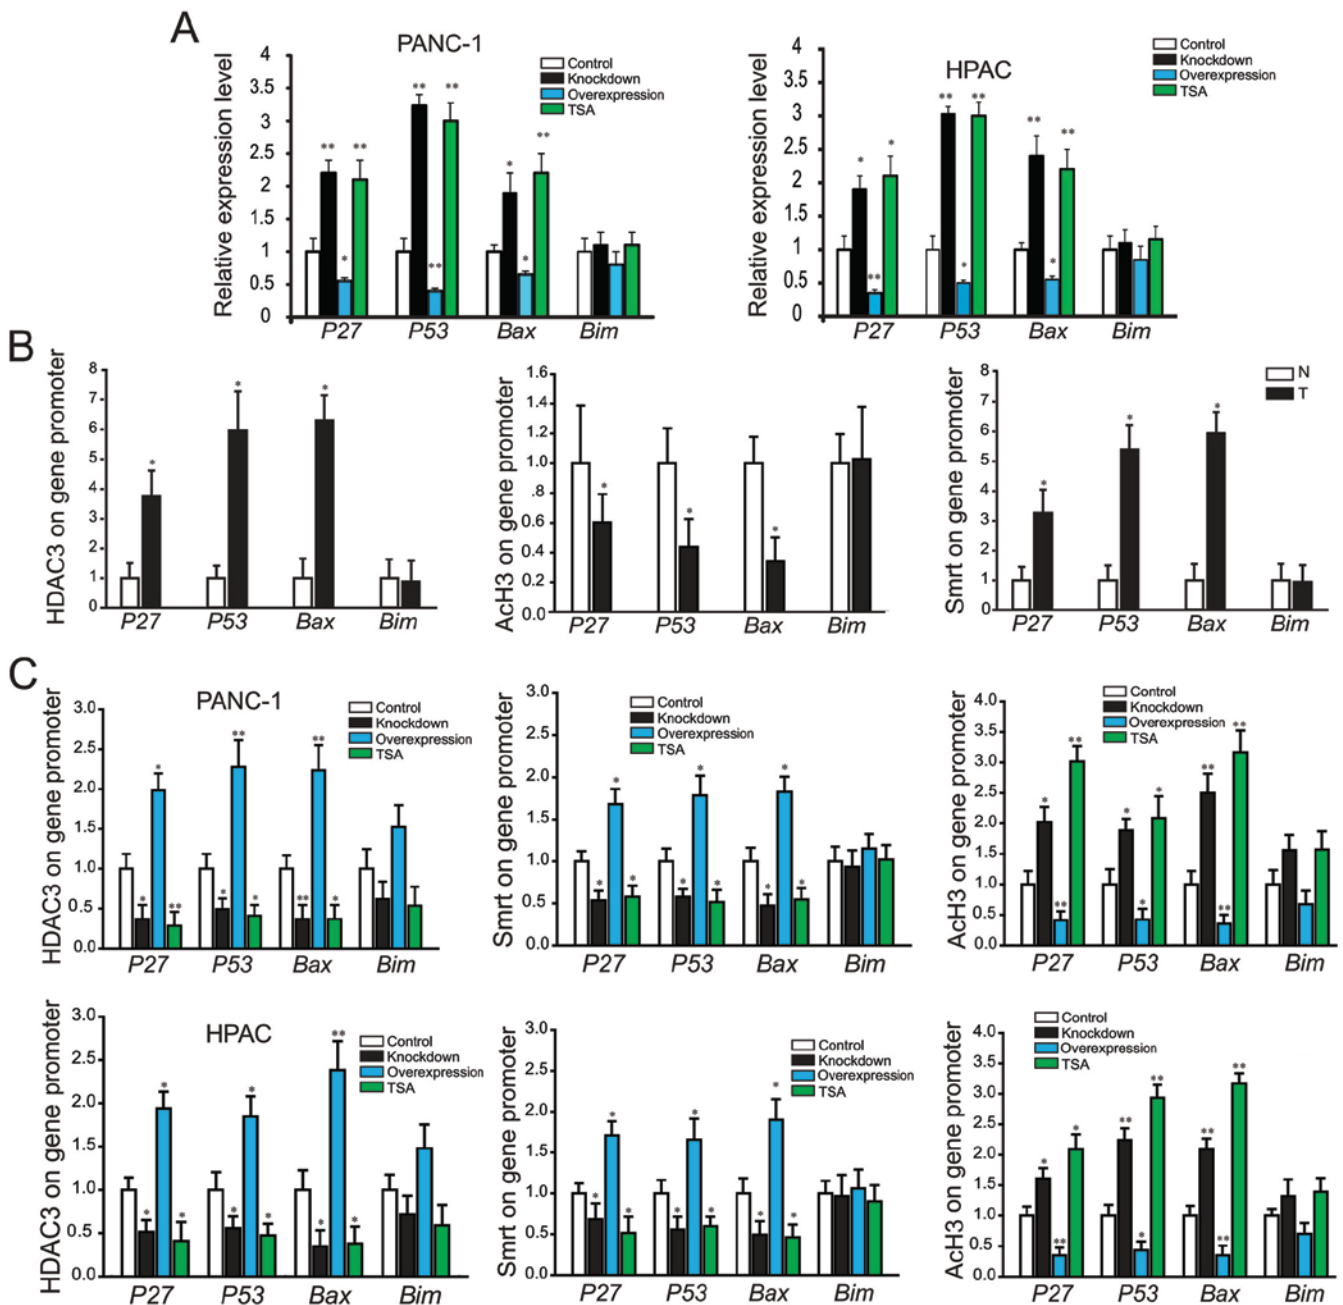 A
PANC-1
Relative expression level
4
3.5
3
2.5
2
1.5
1
0.5
0
Control
Knockdown
Overexpression
TSA
** ** ** ** * ** * ** *
P27 P53 Bax Bim
HPAC
Relative expression level
4
3.5
3
2.5
2
1.5
1
0.5
0
Control
Knockdown
Overexpression
TSA
* * ** ** ** ** ** * *
P27 P53 Bax Bim
B
HDAC3 on gene promoter
8
7
6
5
4
3
2
1
0
* * *
P27 P53 Bax Bim
AcH3 on gene promoter
1.6
1.4
1.2
1.0
.8
0.6
0.4
0.2
0.0
* * *
P27 P53 Bax Bim
Smrt on gene promoter
8
7
6
5
4
3
2
1
0
N
T
* * *
P27 P53 Bax Bim
C
PANC-1
HDAC3 on gene promoter
3.0
2.5
2.0
1.5
1.0
0.5
0.0
Control
Knockdown
Overexpression
TSA
* * ** * ** * ** ** *
P27 P53 Bax Bim
Smrt on gene promoter
3.0
2.5
2.0
1.5
1.0
0.5
0.0
Control
Knockdown
Overexpression
TSA
* * * * * * * * *
P27 P53 Bax Bim
AcH3 on gene promoter
4.0
3.5
3.0
2.5
2.0
1.5
1.0
0.5
0.0
Control
Knockdown
Overexpression
TSA
* ** ** * * * ** ** **
P27 P53 Bax Bim
HPAC
HDAC3 on gene promoter
3.0
2.5
2.0
1.5
1.0
0.5
0.0
Control
Knockdown
Overexpression
TSA
* * * * * * * ** *
P27 P53 Bax Bim
Smrt on gene promoter
3.0
2.5
2.0
1.5
1.0
0.5
0.0
Control
Knockdown
Overexpression
TSA
* * * * * * * * *
P27 P53 Bax Bim
AcH3 on gene promoter
4.0
3.5
3.0
2.5
2.0
1.5
1.0
0.5
0.0
Control
Knockdown
Overexpression
TSA
* ** * ** * ** ** ** **
P27 P53 Bax Bim